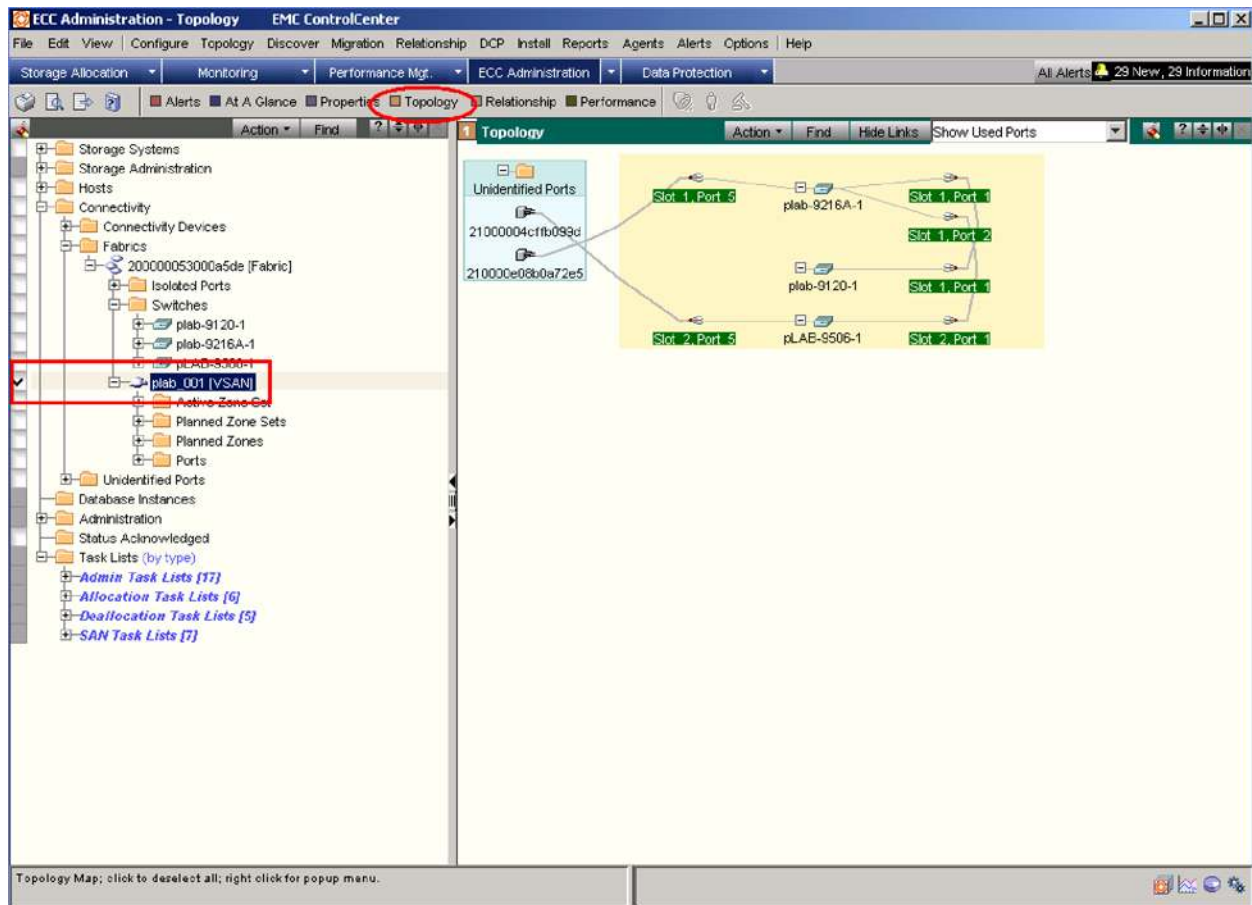 ECC Administration - Topology EMC ControlCenter
File Edit View Configure Topology Discover Migration Relationship DCP Install Reports Agents Alerts Options Help
Storage Allocation Monitoring Performance Mgt. ECC Administration Data Protection All Alerts 29 New, 29 Information
Alerts At A Glance Properties Topology Relationship Performance
Action Find ?
1 Topology Action Find Hide Links Show Used Ports ?
Storage Systems
Storage Administration
Hosts
Connectivity
Connectivity Devices
Fabrics
200000053000a5de [Fabric]
Isolated Ports
Switches
plab-9120-1
plab-9216A-1
pLAB-9506-1
plab_001 [VSAN]
Active Zone Set
Planned Zone Sets
Planned Zones
Ports
Unidentified Ports
Database Instances
Administration
Status Acknowledged
Task Lists (by type)
Admin Task Lists [17]
Allocation Task Lists [6]
Deallocation Task Lists [5]
SAN Task Lists [7]
Unidentified Ports
21000004cffb099d
210000e08b0a72e5
Slot 1, Port 5
plab-9216A-1
Slot 1, Port 1
Slot 1, Port 2
plab-9120-1
Slot 1, Port 1
Slot 2, Port 5
pLAB-9506-1
Slot 2, Port 1
Topology Map; click to deselect all; right click for popup menu.